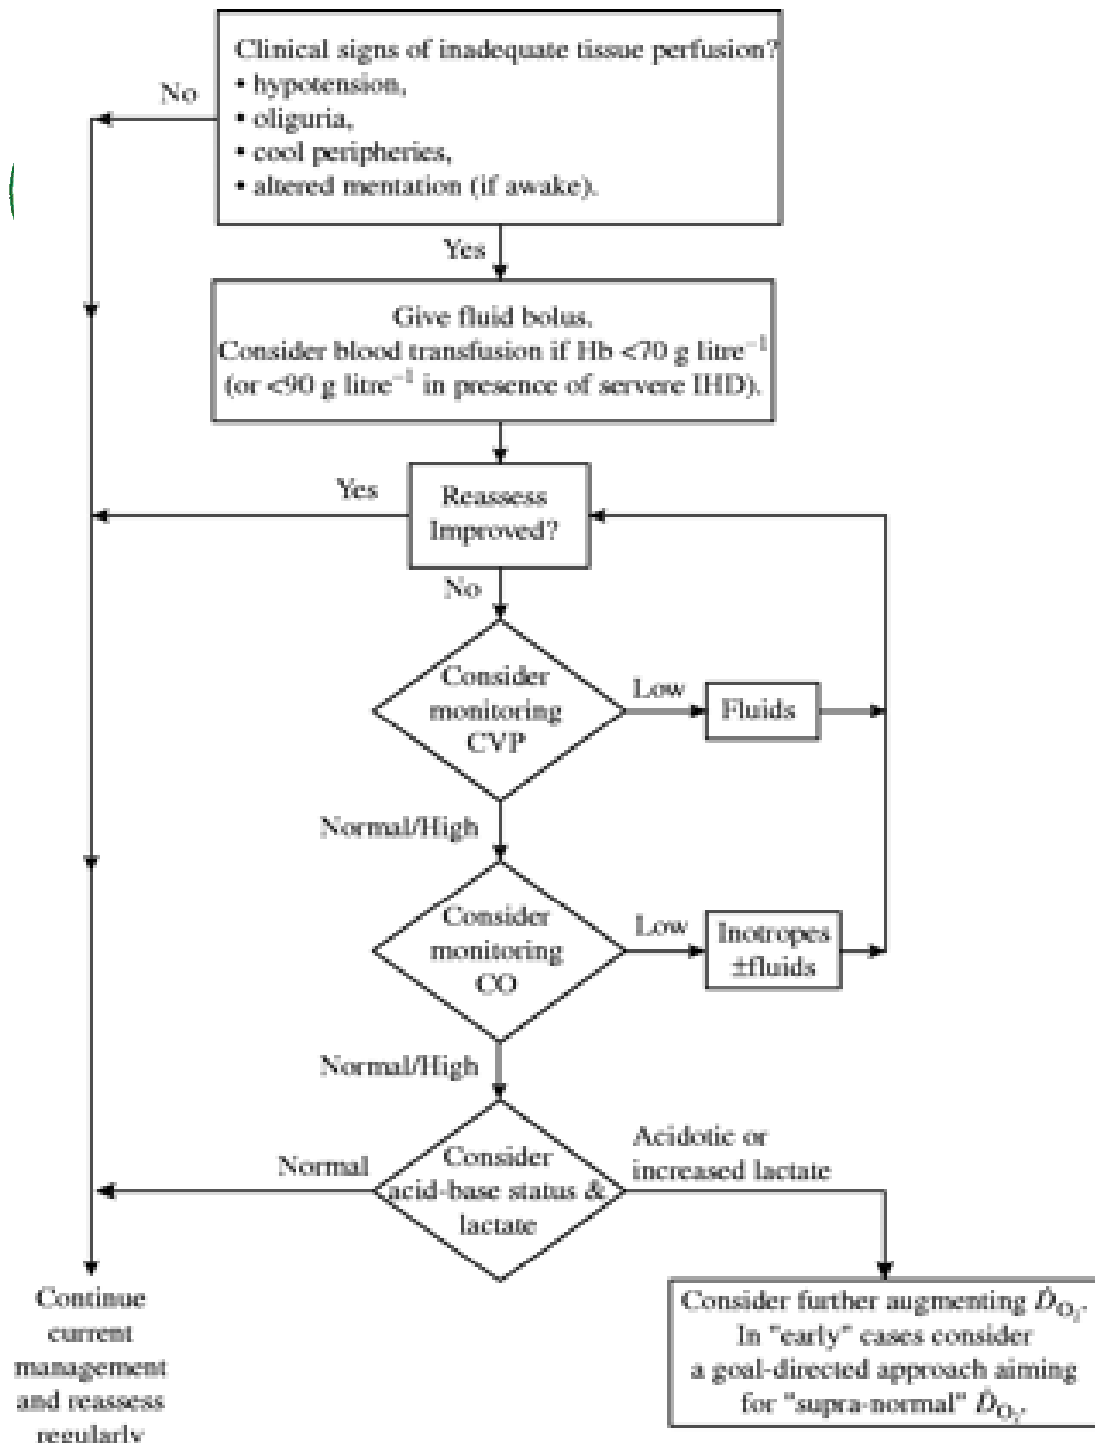 Clinical signs of inadequate tissue perfusion?
• hypotension,
• oliguria,
• cool peripheries,
• altered mentation (if awake).
No
Yes
Give fluid bolus.
Consider blood transfusion if Hb <70 g litre⁻¹
(or <90 g litre⁻¹ in presence of servere IHD).
Yes
Reassess
Improved?
No
Consider
monitoring
CVP
Low
Fluids
Normal/High
Consider
monitoring
CO
Low
Inotropes
±fluids
Normal/High
Consider
acid-base status &
lactate
Normal
Acidotic or
increased lactate
Continue
current
management
and reassess
regularly
Consider further augmenting ḊO₂.
In "early" cases consider
a goal-directed approach aiming
for "supra-normal" ḊO₂.